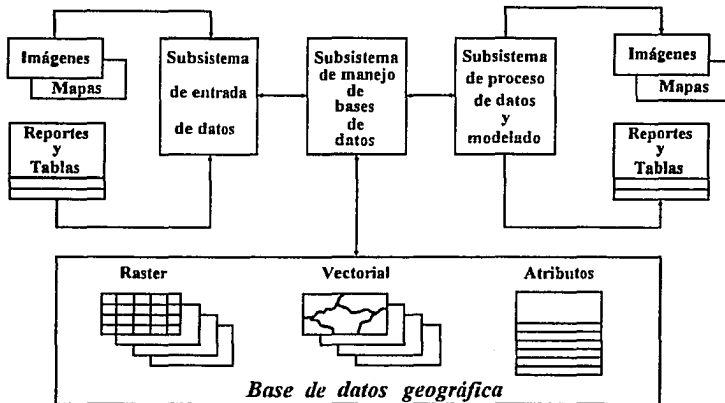 Imágenes
Mapas
Reportes
y
Tablas
Subsistema
de entrada
de datos
Subsistema
de manejo
de
bases
de
datos
Subsistema
de proceso
de datos
y
modelado
Imágenes
Mapas
Reportes
y
Tablas
Raster
Vectorial
Atributos
Base de datos geográfica